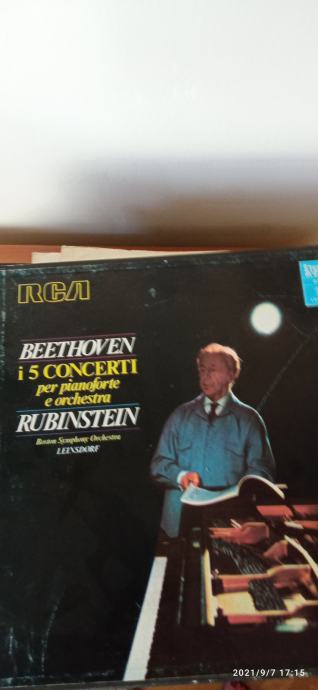 RCA
BEETHOVEN
i 5 CONCERTI
per pianoforte
e orchestra
RUBINSTEIN
Boston Symphony Orchestra
LEINSDORF
2021/9/7 17:15